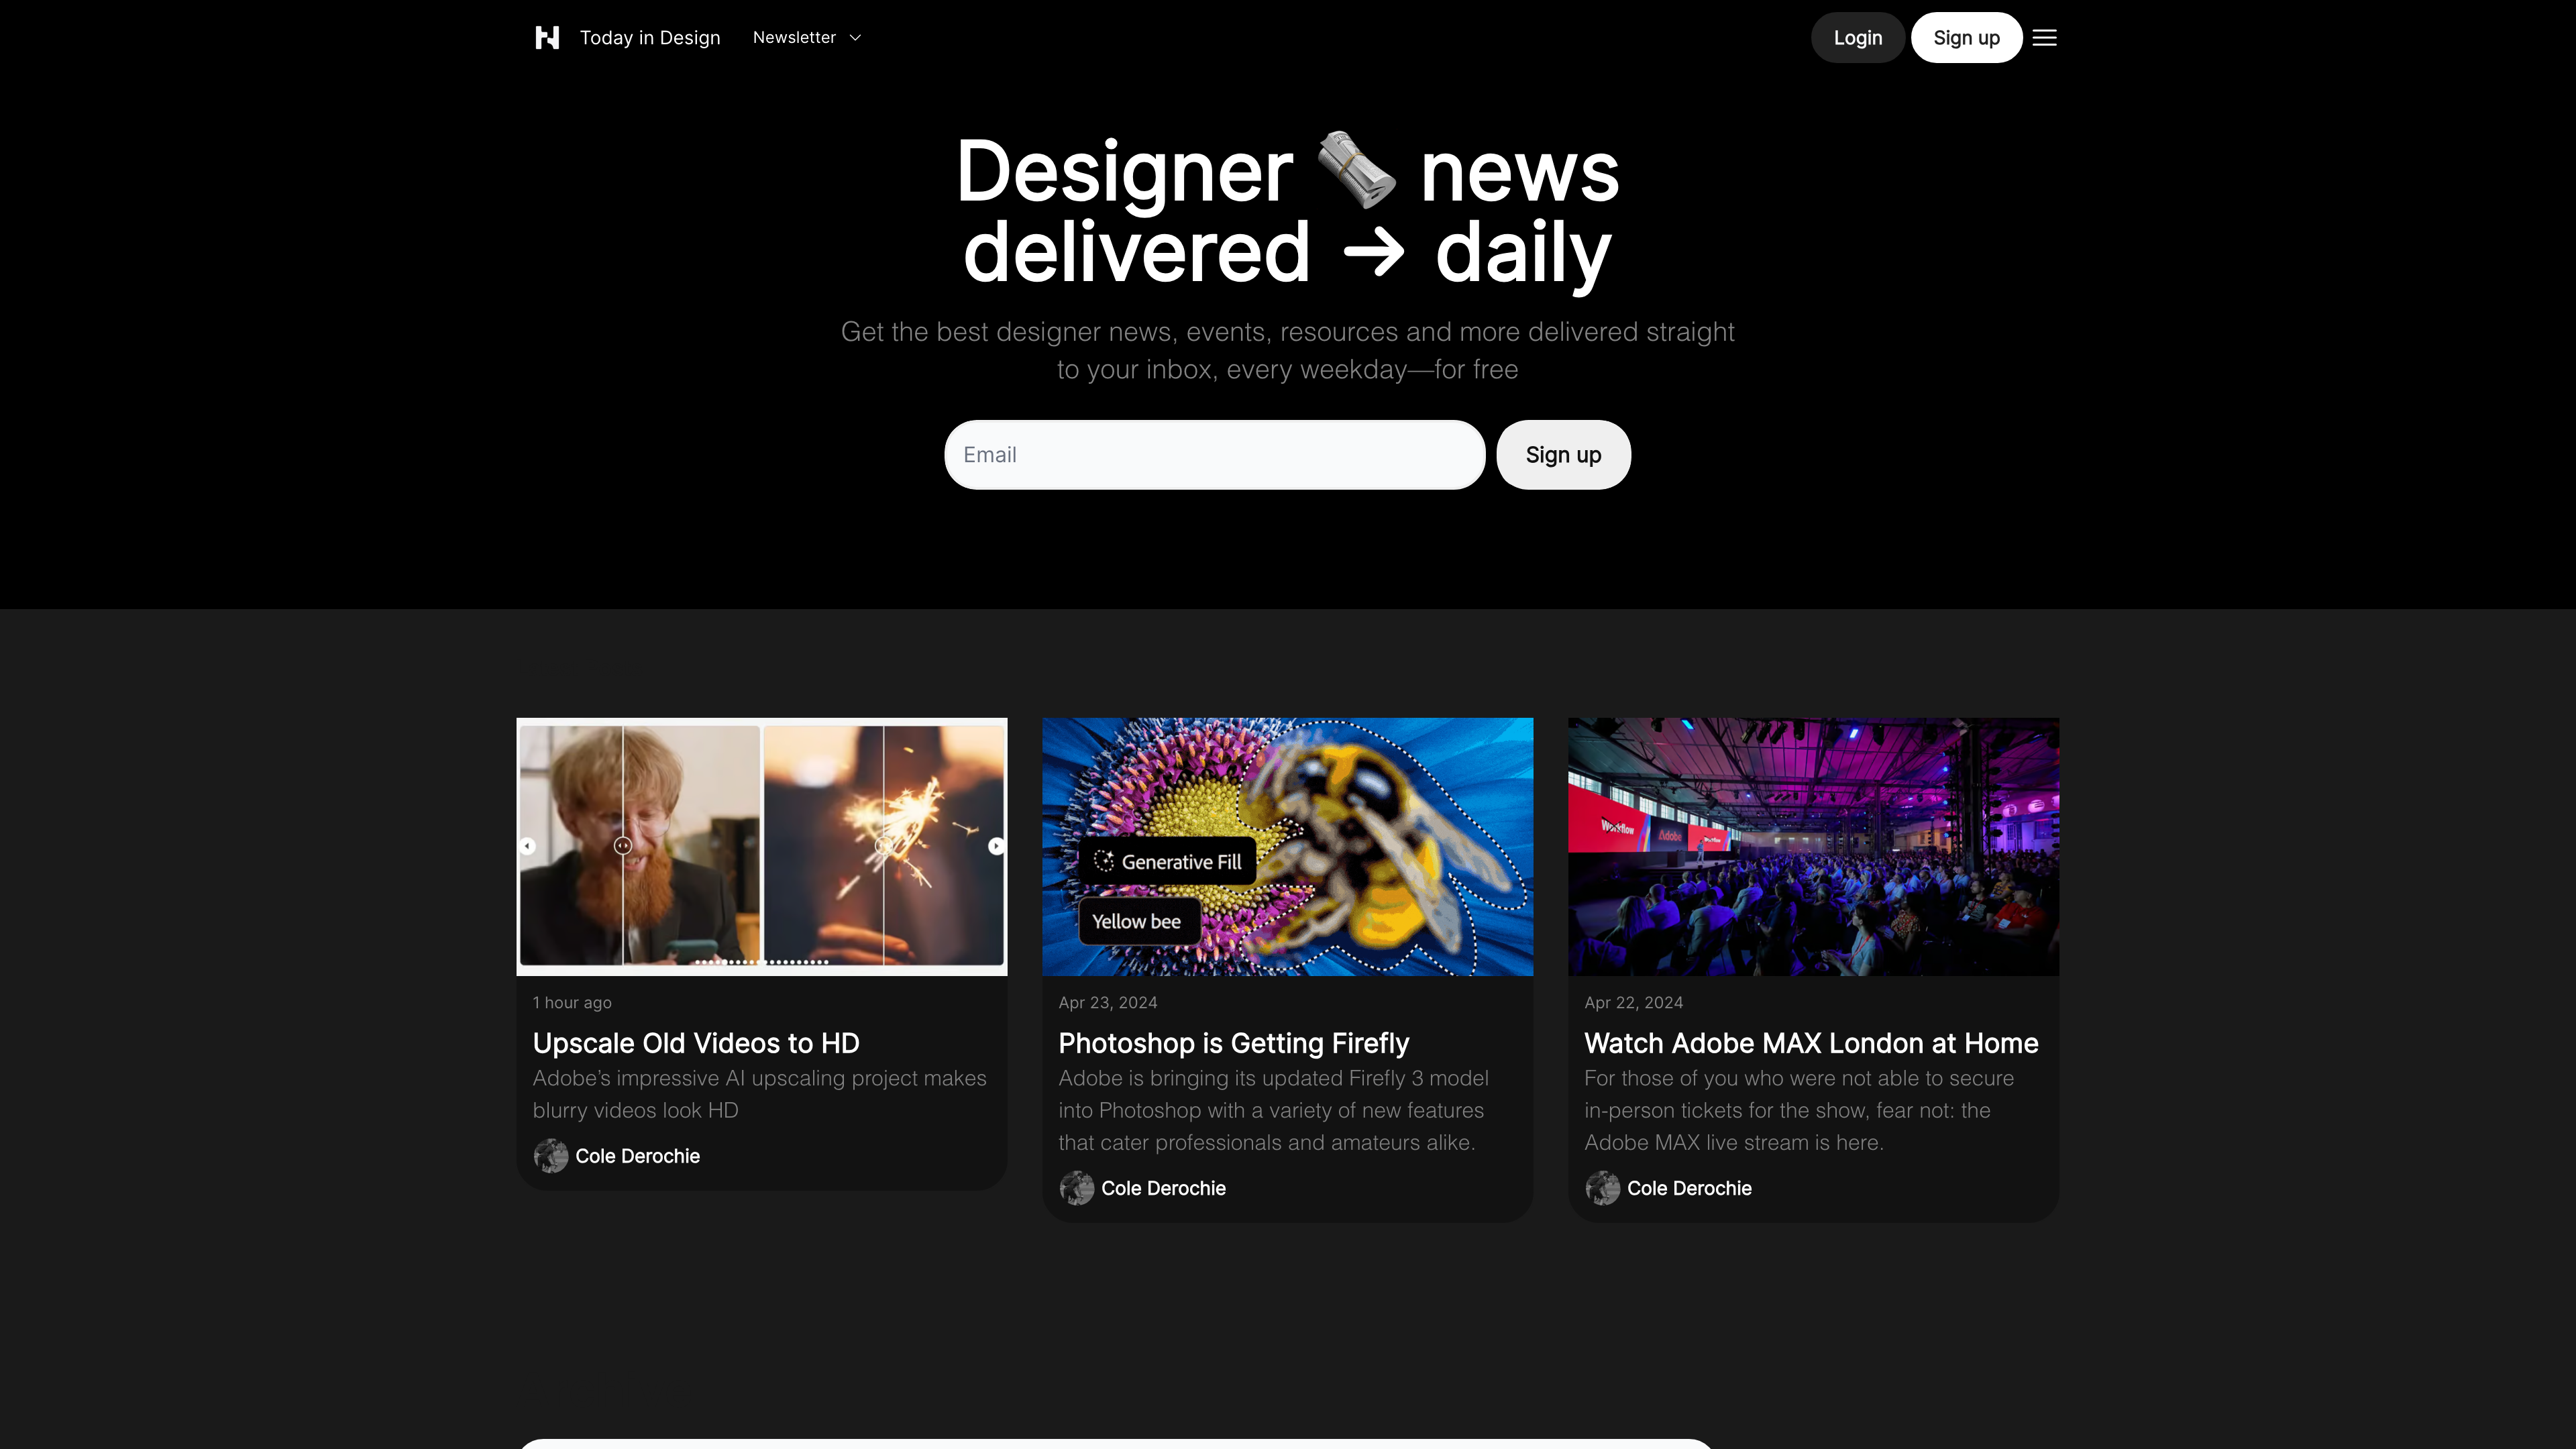 Today in Design
Newsletter
Login
Sign up
Designer news
delivered → daily
Get the best designer news, events, resources and more delivered straight
to your inbox, every weekday—for free
Email
Sign up
Generative Fill
Yellow bee
Workflow
Adobe
1 hour ago
Upscale Old Videos to HD
Adobe’s impressive AI upscaling project makes
blurry videos look HD
Cole Derochie
Apr 23, 2024
Photoshop is Getting Firefly
Adobe is bringing its updated Firefly 3 model
into Photoshop with a variety of new features
that cater professionals and amateurs alike.
Cole Derochie
Apr 22, 2024
Watch Adobe MAX London at Home
For those of you who were not able to secure
in-person tickets for the show, fear not: the
Adobe MAX live stream is here.
Cole Derochie